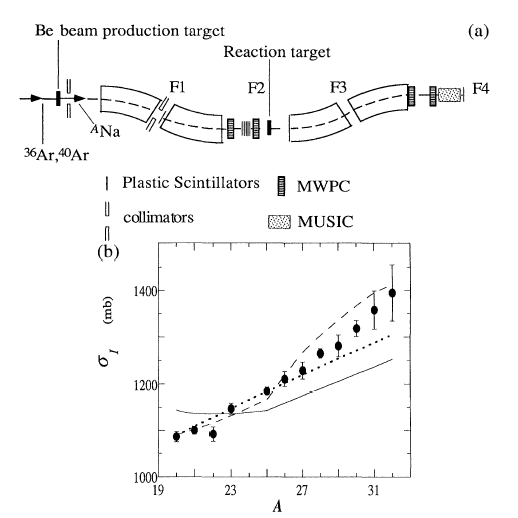 (a)
Be beam production target
Reaction target
F1
F2
F3
F4
ᴬNa
³⁶Ar,⁴⁰Ar
Plastic Scintillators
MWPC
collimators
MUSIC
(b)
σ_I (mb)
1400
1200
1000
19
23
27
31
A